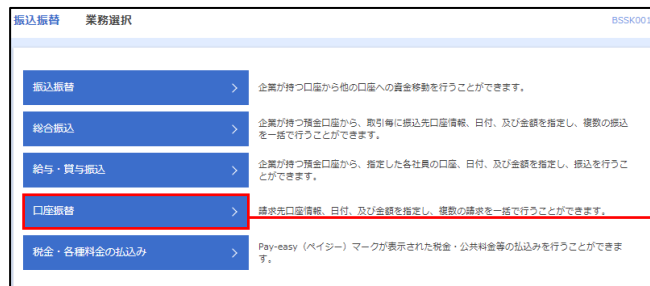 振込振替 業務選択 BSSK001
振込振替 企業が持つ口座から他の口座への資金移動を行うことができます。
総合振込 企業が持つ預金口座から、取引毎に振込先口座情報、日付、及び金額を指定し、複数の振込
を一括で行うことができます。
給与・賞与振込 企業が持つ預金口座から、指定した各社員の口座、日付、及び金額を指定し、振込を行うこ
とができます。
口座振替 請求先口座情報、日付、及び金額を指定し、複数の請求を一括で行うことができます。
税金・各種料金の払込み Pay-easy（ペイジー）マークが表示された税金・公共料金等の払込みを行うことができま
す。